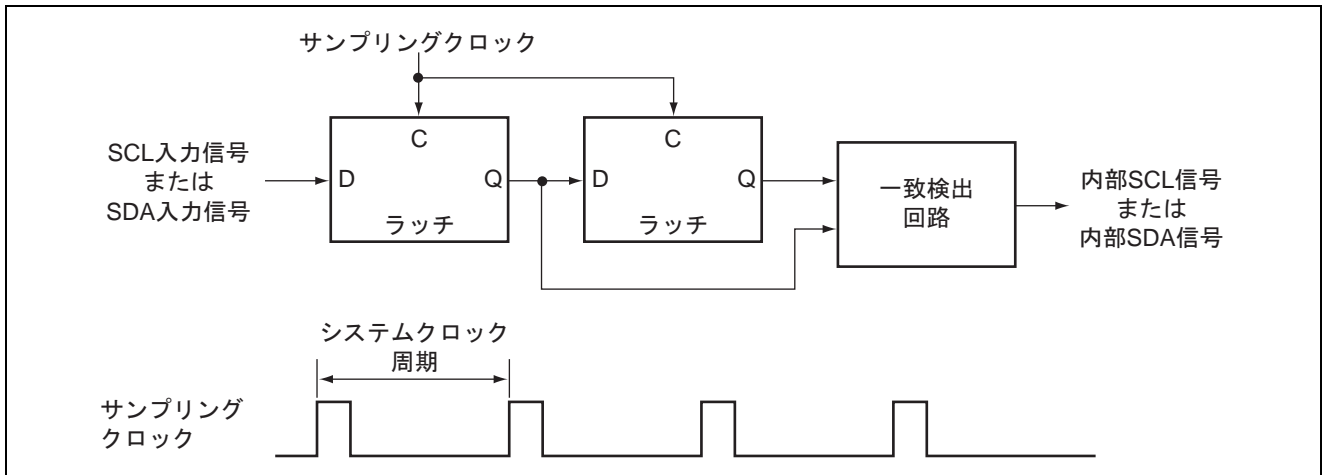 サンプリングクロック
SCL入力信号
または
SDA入力信号
C
D
Q
ラッチ
C
D
Q
ラッチ
一致検出
回路
内部SCL信号
または
内部SDA信号
システムクロック
周期
サンプリング
クロック